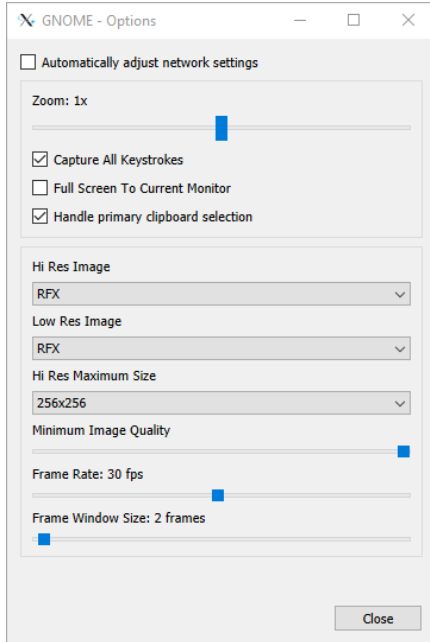 GNOME - Options
Automatically adjust network settings
Zoom: 1x
Capture All Keystrokes
Full Screen To Current Monitor
Handle primary clipboard selection
Hi Res Image
RFX
Low Res Image
RFX
Hi Res Maximum Size
256x256
Minimum Image Quality
Frame Rate: 30 fps
Frame Window Size: 2 frames
Close